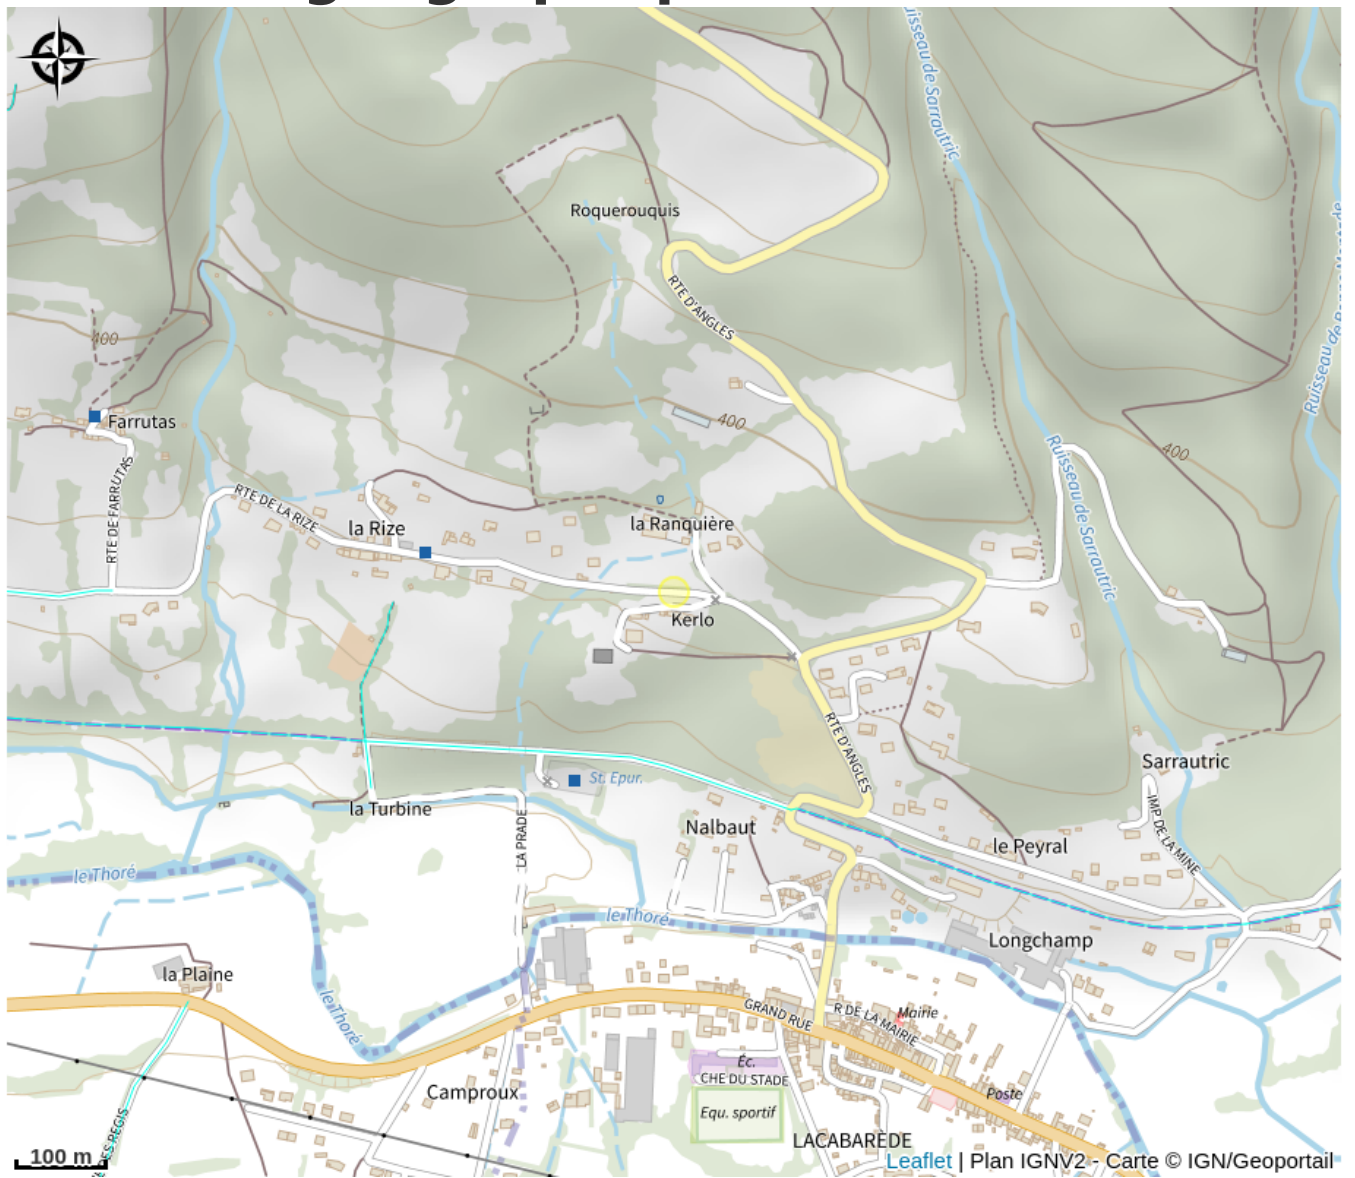 Ruisseau de Sarrautric
Roquerouquis
RTE D'ANGLES
400
Farrutas
400
400
Ruisseau de
RTE DE FARRUTAS
RTE DE LA RIZE
la Rize
la Ranquière
Ruisseau de Sarrautric
Kerlo
RTE D'ANGLES
Sarrautric
St. Epur.
la Turbine
Nalbaut
le Peyral
IMP DE LA MINE
LA PRADE
le Thoré
le Thoré
Longchamp
la Plaine
le Thoré
GRAND RUE
R DE LA MAIRIE
Mairie
Éc.
CHE DU STADE
Camproux
Poste
Equ. sportif
LACABARÈDE
100 m
Leaflet | Plan IGNV2 - Carte © IGN/Geoportail